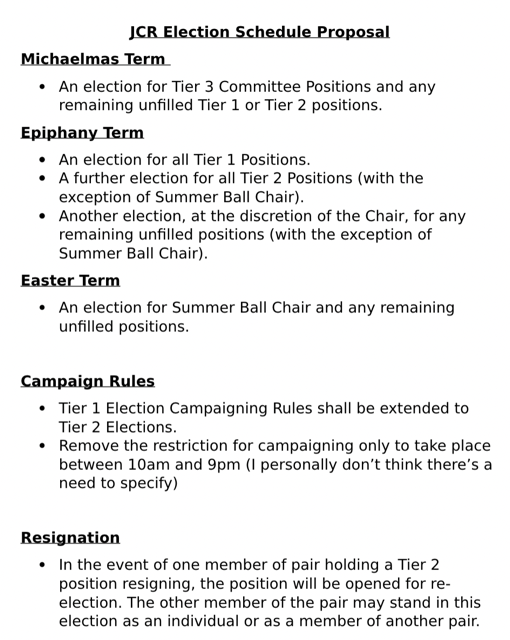 JCR Election Schedule Proposal
Michaelmas Term
• An election for Tier 3 Committee Positions and any
remaining unfilled Tier 1 or Tier 2 positions.
Epiphany Term
• An election for all Tier 1 Positions.
• A further election for all Tier 2 Positions (with the
exception of Summer Ball Chair).
• Another election, at the discretion of the Chair, for any
remaining unfilled positions (with the exception of
Summer Ball Chair).
Easter Term
• An election for Summer Ball Chair and any remaining
unfilled positions.
Campaign Rules
• Tier 1 Election Campaigning Rules shall be extended to
Tier 2 Elections.
• Remove the restriction for campaigning only to take place
between 10am and 9pm (I personally don’t think there’s a
need to specify)
Resignation
• In the event of one member of pair holding a Tier 2
position resigning, the position will be opened for re-
election. The other member of the pair may stand in this
election as an individual or as a member of another pair.